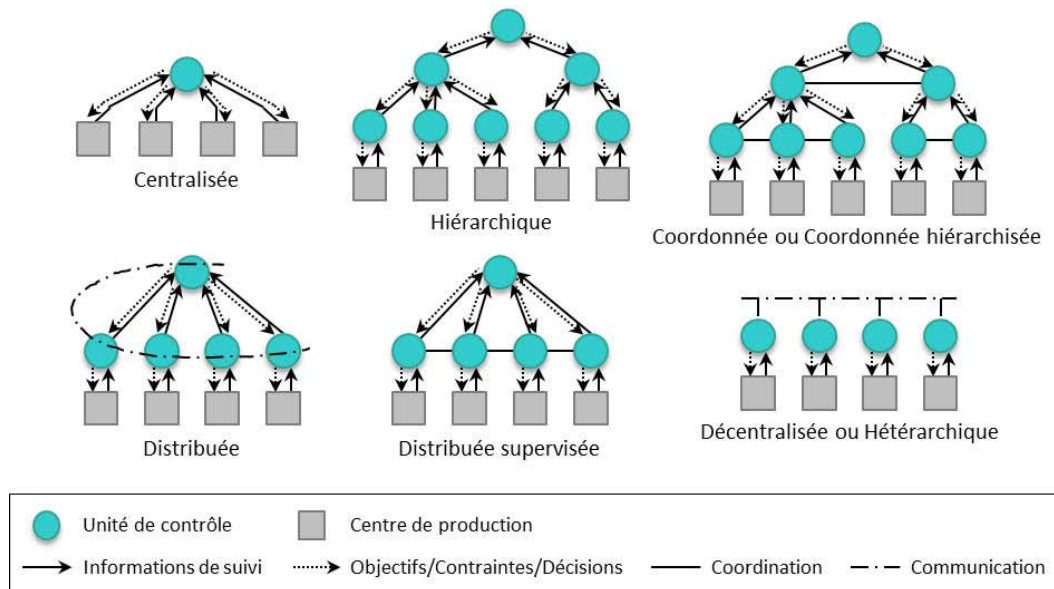 Centralisée
Hiérarchique
Coordonnée ou Coordonnée hiérarchisée
Distribuée
Distribuée supervisée
Décentralisée ou Hétérarchique
Unité de contrôle
Centre de production
Informations de suivi
Objectifs/Contraintes/Décisions
Coordination
Communication